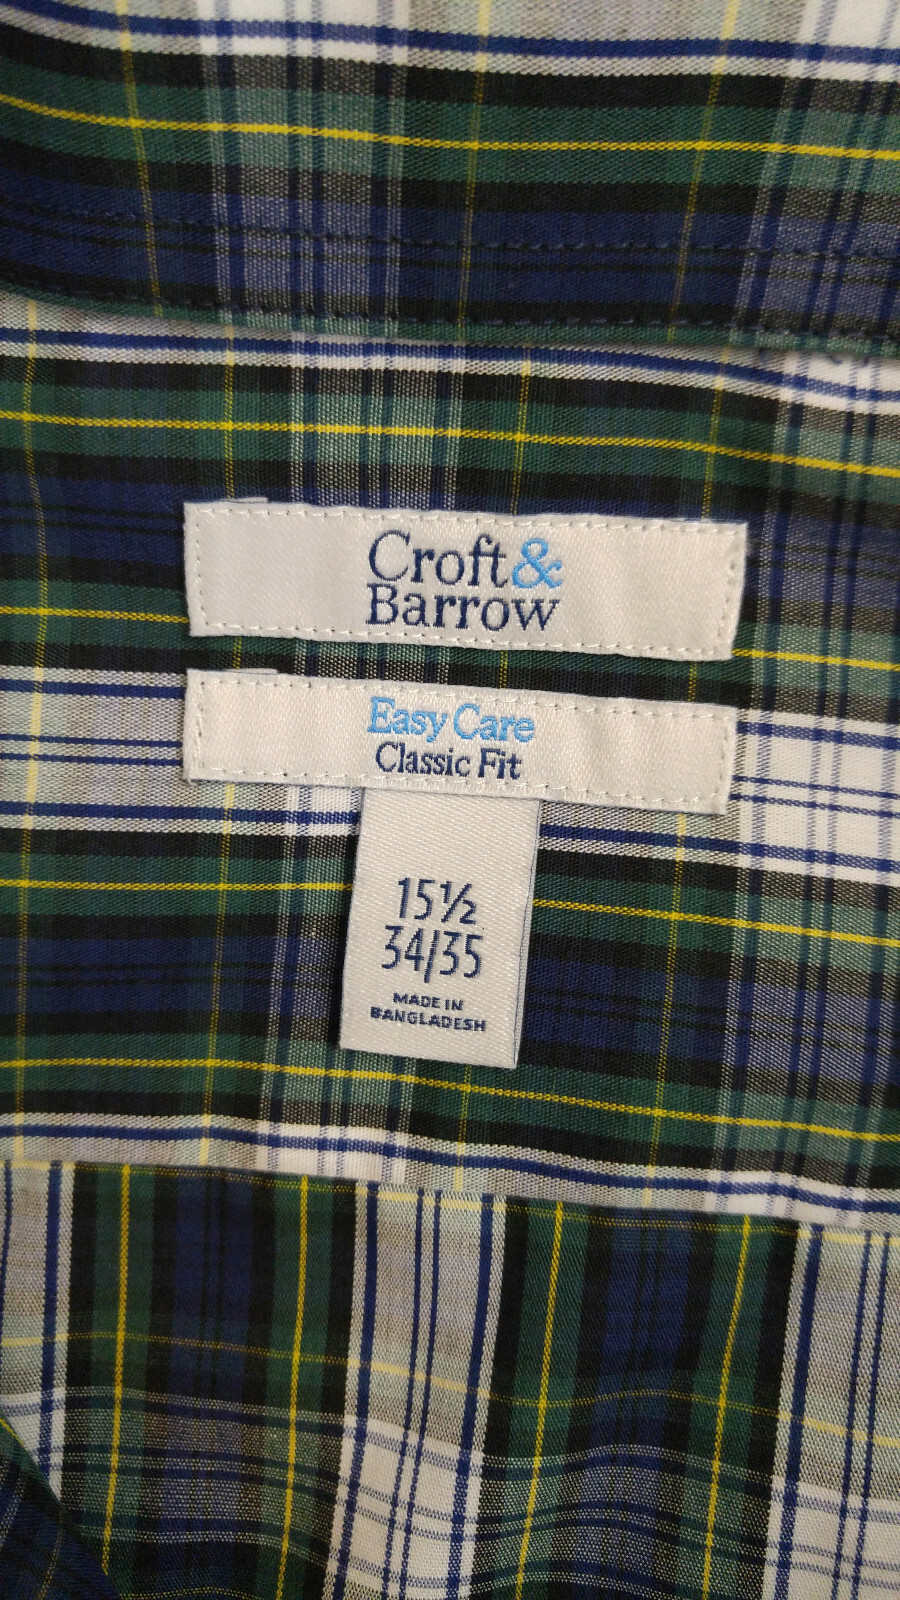 Croft&
Barrow
Easy Care
Classic Fit
15½
34/35
MADE IN
BANGLADESH